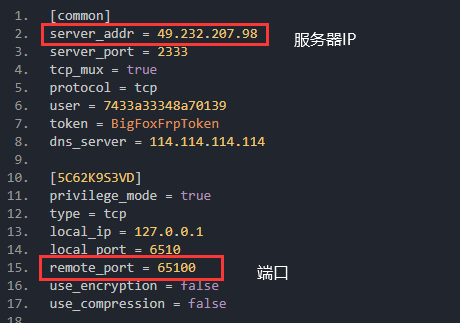 1. [common]
2. server_addr = 49.232.207.98 服务器IP
3. server_port = 2333
4. tcp_mux = true
5. protocol = tcp
6. user = 7433a33348a70139
7. token = BigFoxFrpToken
8. dns_server = 114.114.114.114
9.
10. [5C62K9S3VD]
11. privilege_mode = true
12. type = tcp
13. local_ip = 127.0.0.1
14. local_port = 6510
15. remote_port = 65100 端口
16. use_encryption = false
17. use_compression = false